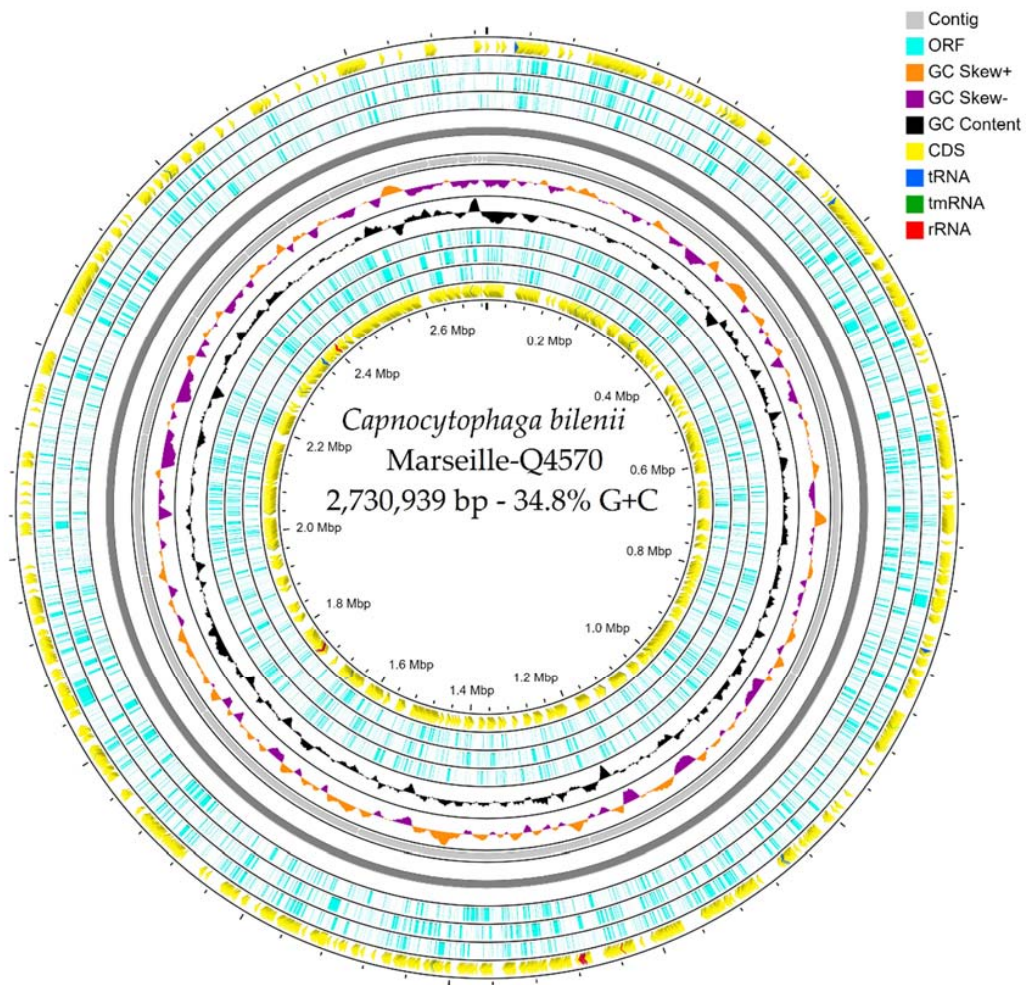 Contig
ORF
GC Skew+
GC Skew-
GC Content
CDS
tRNA
tmRNA
rRNA
2.6 Mbp
0.2 Mbp
2.4 Mbp
0.4 Mbp
Capnocytophaga bilenii
2.2 Mbp
Marseille-Q4570
0.6 Mbp
2,730,939 bp - 34.8% G+C
2.0 Mbp
0.8 Mbp
1.8 Mbp
1.0 Mbp
1.6 Mbp
1.2 Mbp
1.4 Mbp